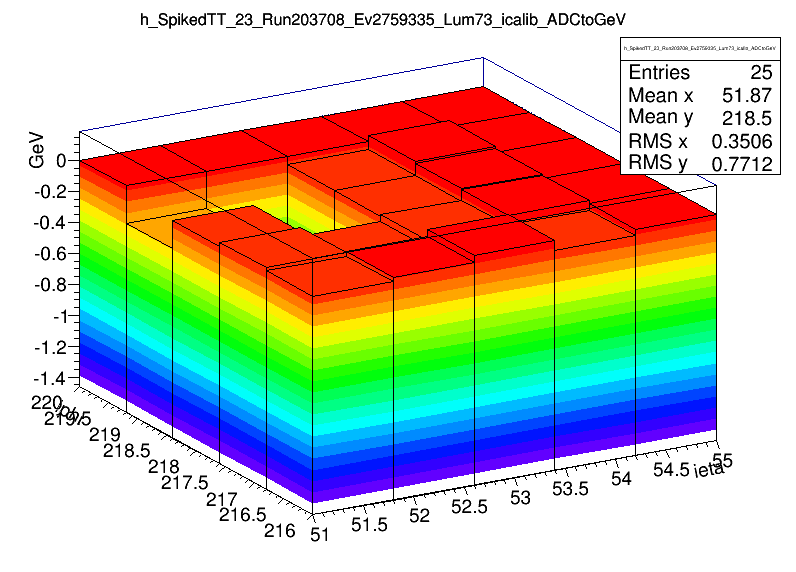 h_SpikedTT_23_Run203708_Ev2759335_Lum73_icalib_ADCtoGeV
h_SpikedTT_23_Run203708_Ev2759335_Lum73_icalib_ADCtoGeV
Entries 25
Mean x 51.87
Mean y 218.5
RMS x 0.3506
RMS y 0.7712
GeV
0
-0.2
-0.4
-0.6
-0.8
-1
-1.2
-1.4
220
219.5
iphi
219
218.5
218
217.5
217
216.5
216
51
51.5
52
52.5
53
53.5
54
54.5
55
ieta